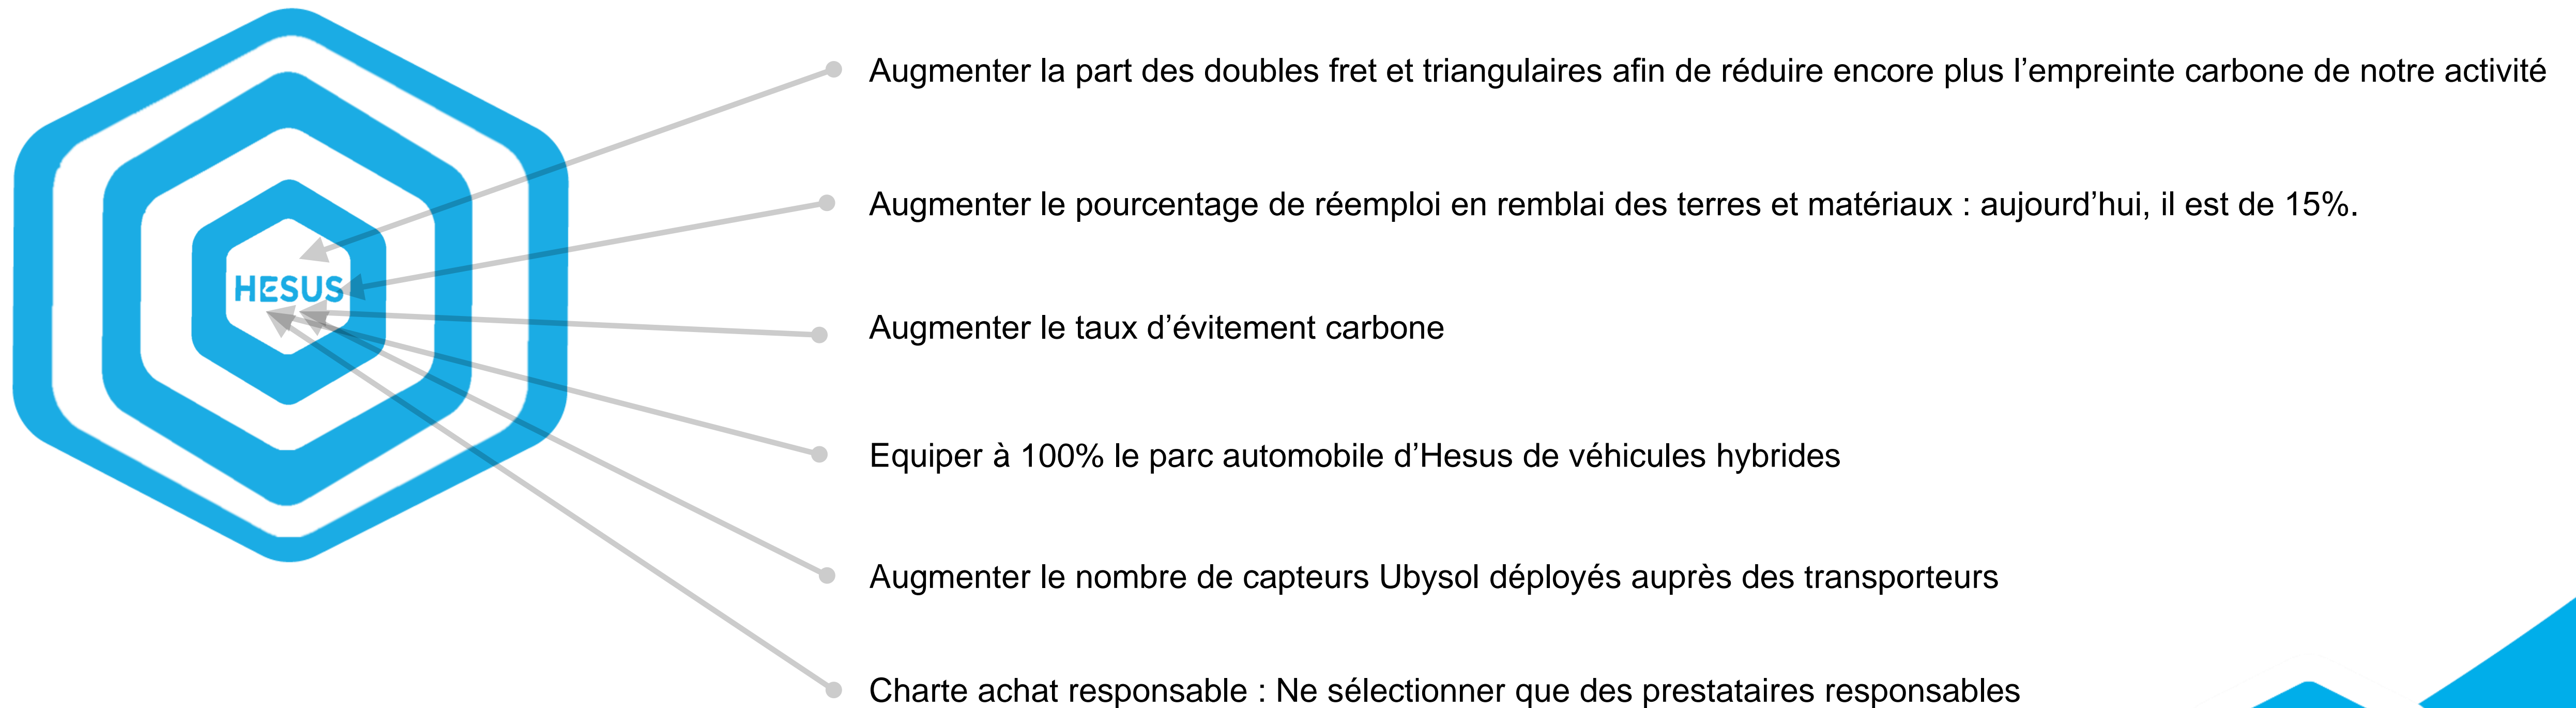 Augmenter la part des doubles fret et triangulaires afin de réduire encore plus l’empreinte carbone de notre activité
Augmenter le pourcentage de réemploi en remblai des terres et matériaux : aujourd’hui, il est de 15%.
HESUS
Augmenter le taux d’évitement carbone
Equiper à 100% le parc automobile d’Hesus de véhicules hybrides
Augmenter le nombre de capteurs Ubysol déployés auprès des transporteurs
Charte achat responsable : Ne sélectionner que des prestataires responsables